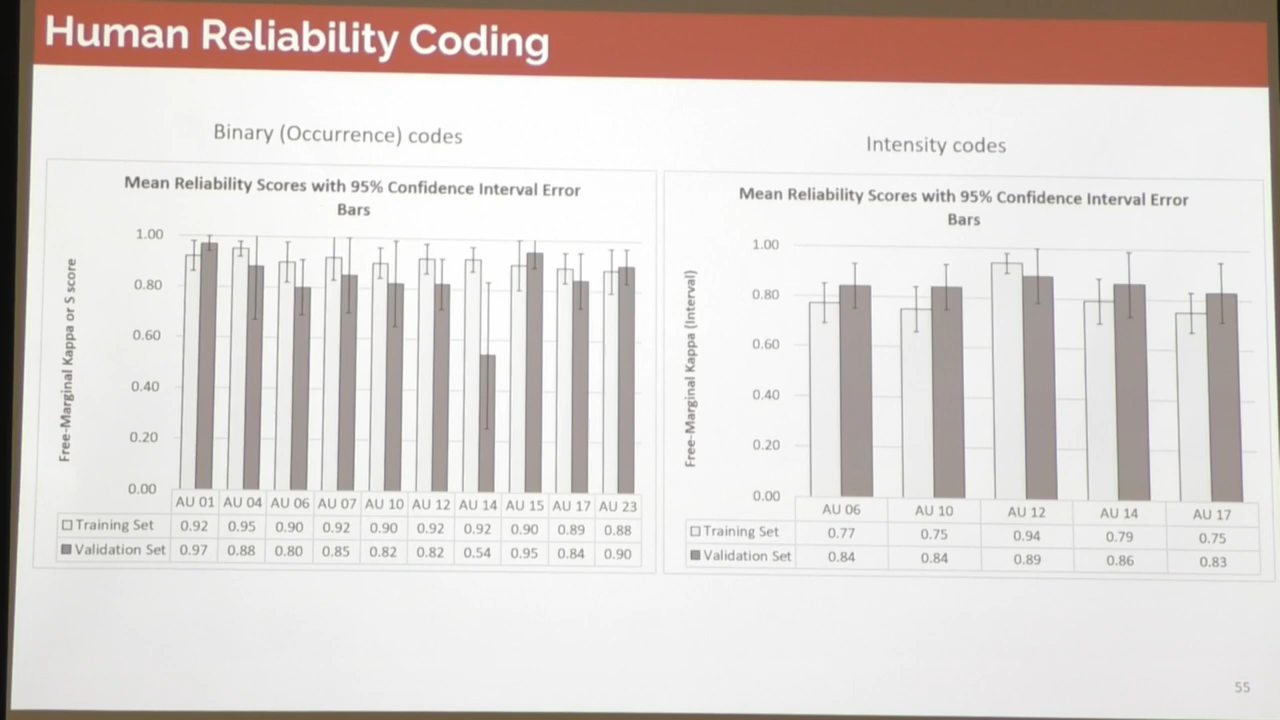 Human Reliability Coding
Binary (Occurrence) codes
Mean Reliability Scores with 95% Confidence Interval Error
Bars
Free-Marginal Kappa or S score
1.00
0.80
0.60
0.40
0.20
0.00
AU 01 AU 04 AU 06 AU 07 AU 10 AU 12 AU 14 AU 15 AU 17 AU 23
Training Set 0.92 0.95 0.90 0.92 0.90 0.92 0.92 0.90 0.89 0.88
Validation Set 0.97 0.88 0.80 0.85 0.82 0.82 0.54 0.95 0.84 0.90
Intensity codes
Mean Reliability Scores with 95% Confidence Interval Error
Bars
Free-Marginal Kappa (Interval)
1.00
0.80
0.60
0.40
0.20
0.00
AU 06 AU 10 AU 12 AU 14 AU 17
Training Set 0.77 0.75 0.94 0.79 0.75
Validation Set 0.84 0.84 0.89 0.86 0.83
55